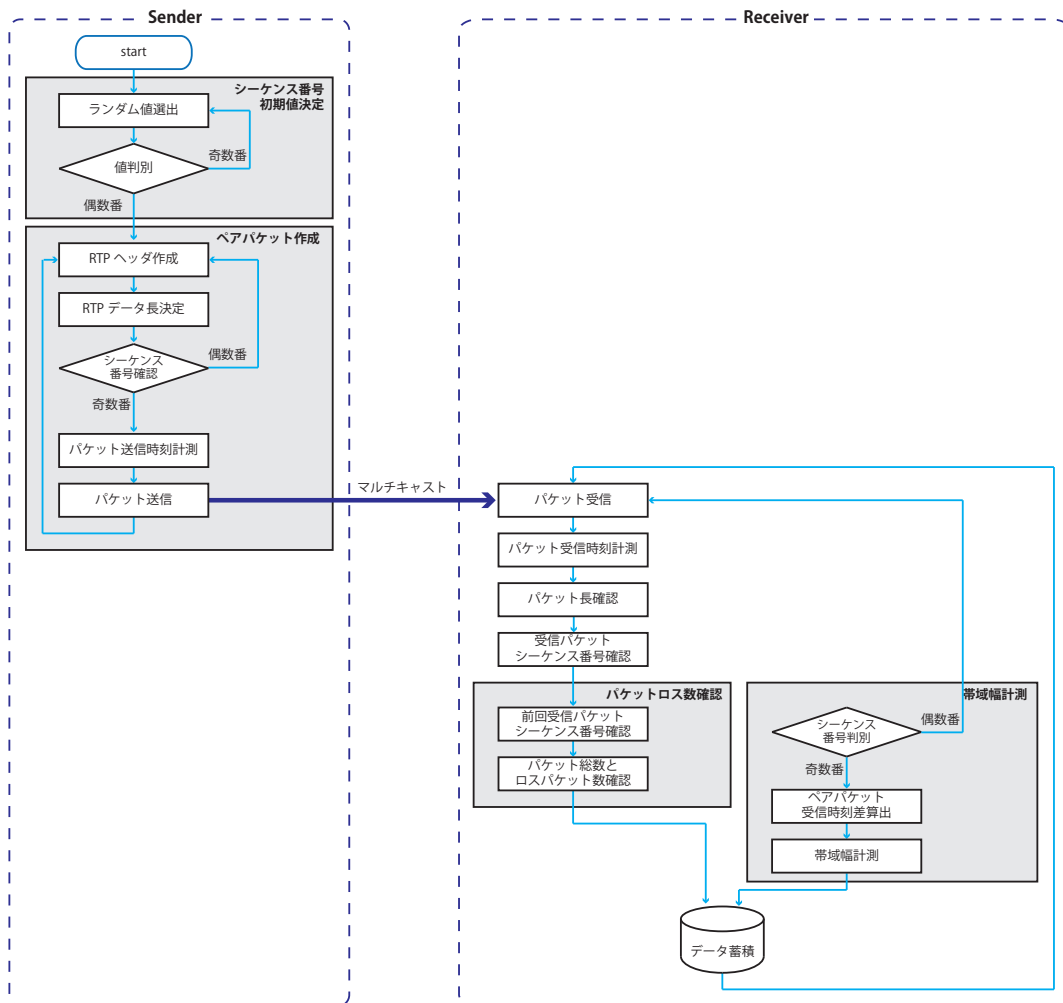 Sender
Receiver
start
シーケンス番号
初期値決定
ランダム値選出
奇数番
値判別
偶数番
ペアパケット作成
RTP ヘッダ作成
RTP データ長決定
シーケンス
番号確認
偶数番
奇数番
パケット送信時刻計測
パケット送信
マルチキャスト
パケット受信
パケット受信時刻計測
パケット長確認
受信パケット
シーケンス番号確認
パケットロス数確認
前回受信パケット
シーケンス番号確認
パケット総数と
ロスパケット数確認
帯域幅計測
シーケンス
番号判別
偶数番
奇数番
ペアパケット
受信時刻差算出
帯域幅計測
データ蓄積